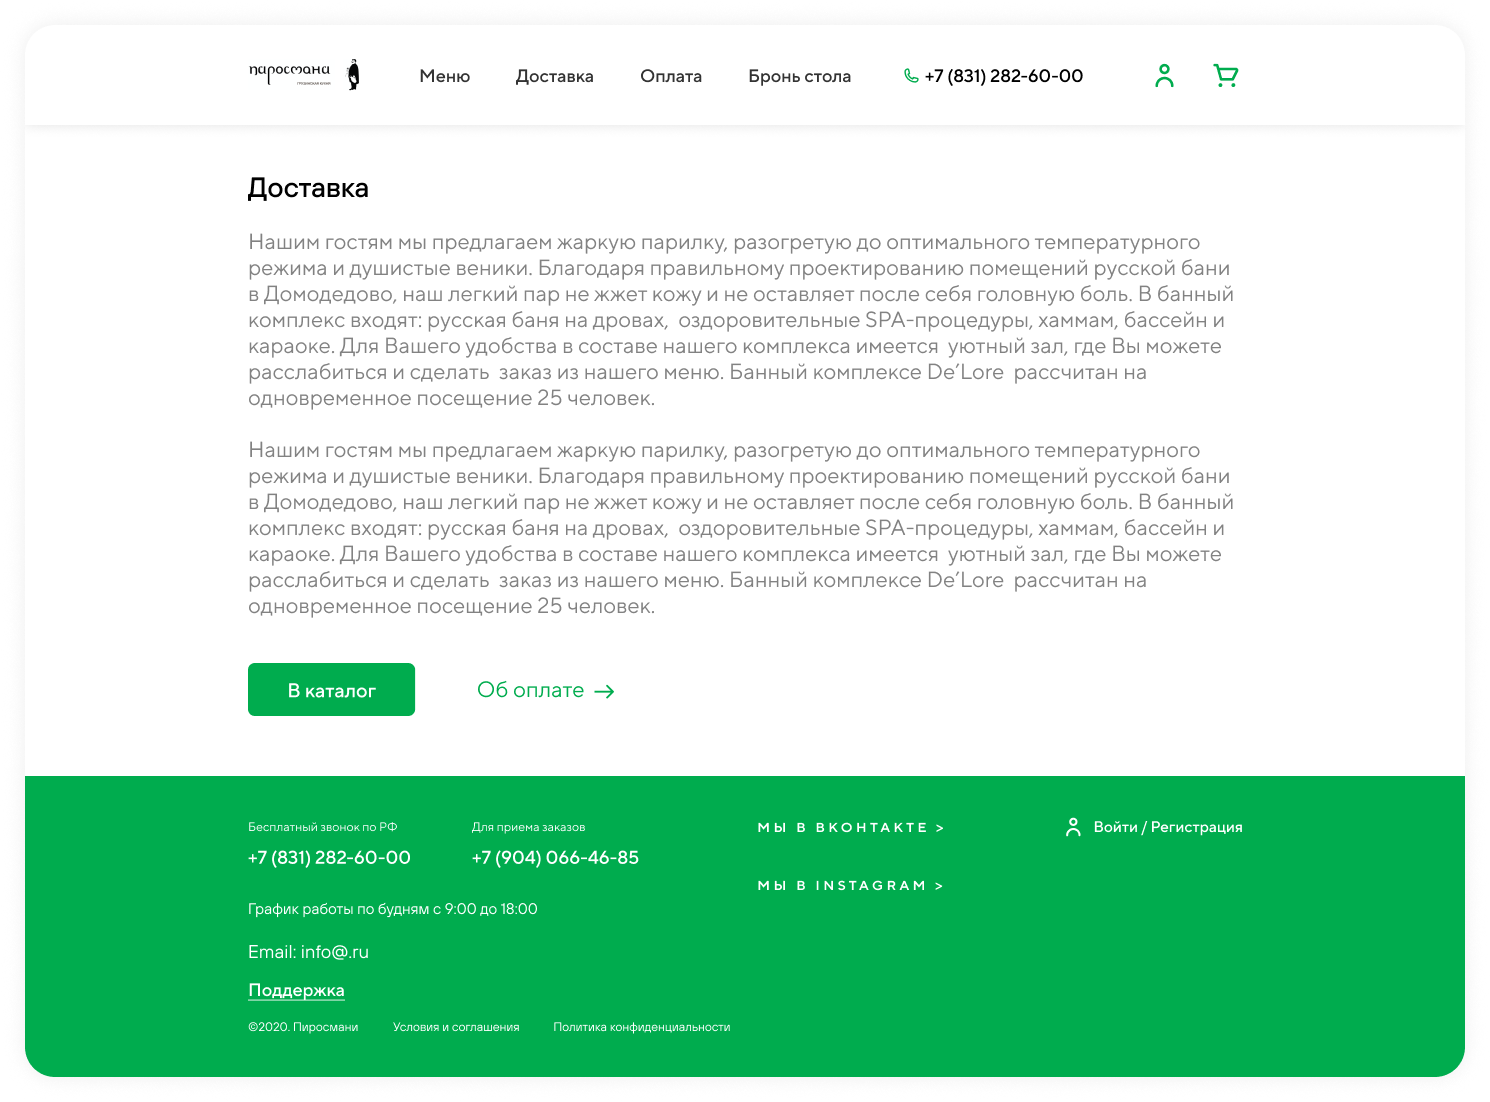 пиросмани
ГРУЗИНСКАЯ КУХНЯ
Меню
Доставка
Оплата
Бронь стола
+7 (831) 282-60-00
Доставка
Нашим гостям мы предлагаем жаркую парилку, разогретую до оптимального температурного
режима и душистые веники. Благодаря правильному проектированию помещений русской бани
в Домодедово, наш легкий пар не жжет кожу и не оставляет после себя головную боль. В банный
комплекс входят: русская баня на дровах,  оздоровительные SPA-процедуры, хаммам, бассейн и
караоке. Для Вашего удобства в составе нашего комплекса имеется  уютный зал, где Вы можете
расслабиться и сделать  заказ из нашего меню. Банный комплексе De’Lore  рассчитан на
одновременное посещение 25 человек.
Нашим гостям мы предлагаем жаркую парилку, разогретую до оптимального температурного
режима и душистые веники. Благодаря правильному проектированию помещений русской бани
в Домодедово, наш легкий пар не жжет кожу и не оставляет после себя головную боль. В банный
комплекс входят: русская баня на дровах,  оздоровительные SPA-процедуры, хаммам, бассейн и
караоке. Для Вашего удобства в составе нашего комплекса имеется  уютный зал, где Вы можете
расслабиться и сделать  заказ из нашего меню. Банный комплексе De’Lore  рассчитан на
одновременное посещение 25 человек.
В каталог
Об оплате →
Бесплатный звонок по РФ
+7 (831) 282-60-00
Для приема заказов
+7 (904) 066-46-85
График работы по будням с 9:00 до 18:00
Email: info@.ru
Поддержка
©2020. Пиросмани
Условия и соглашения
Политика конфиденциальности
МЫ В ВКОНТАКТЕ >
МЫ В INSTAGRAM >
Войти / Регистрация